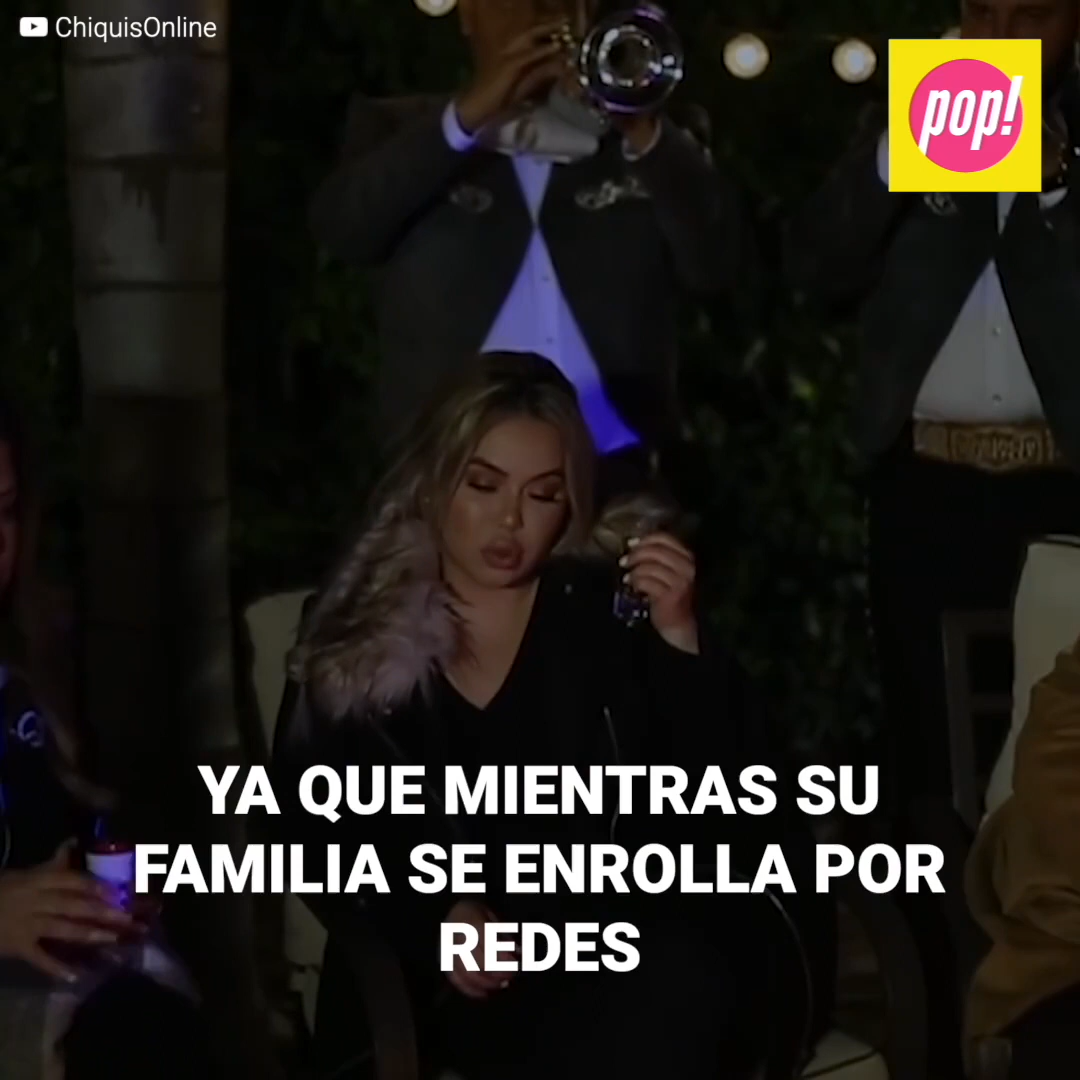 ChiquisOnline
pop!
YA QUE MIENTRAS SU
FAMILIA SE ENROLLA POR
REDES